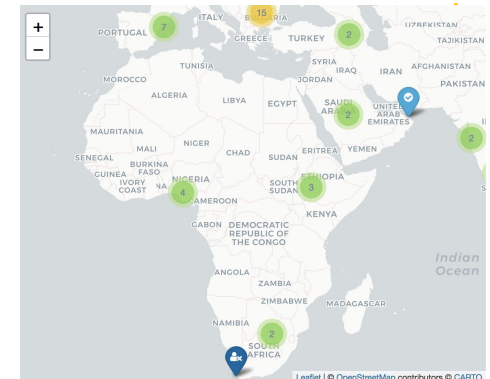 ITALY
15
BULGARIA
UZBEKISTAN
+
7
PORTUGAL
2
GREECE
TURKEY
TAJIKISTAN
−
TUNISIA
SYRIA
IRAQ
IRAN
AFGHANISTAN
MOROCCO
JORDAN
PAKISTAN
ALGERIA
LIBYA
EGYPT
SAUDI
ARABIA
2
UNITED
ARAB
EMIRATES
MAURITANIA
2
MALI
NIGER
CHAD
SUDAN
ERITREA
YEMEN
SENEGAL
GUINEA
BURKINA
FASO
IVORY
COAST
NIGERIA
4
SOUTH
SUDAN
3
ETHIOPIA
CAMEROON
KENYA
GABON
DEMOCRATIC
REPUBLIC OF
THE CONGO
Indian
Ocean
ANGOLA
ZAMBIA
ZIMBABWE
MADAGASCAR
NAMIBIA
2
SOUTH
AFRICA
Leaflet | © OpenStreetMap contributors © CARTO